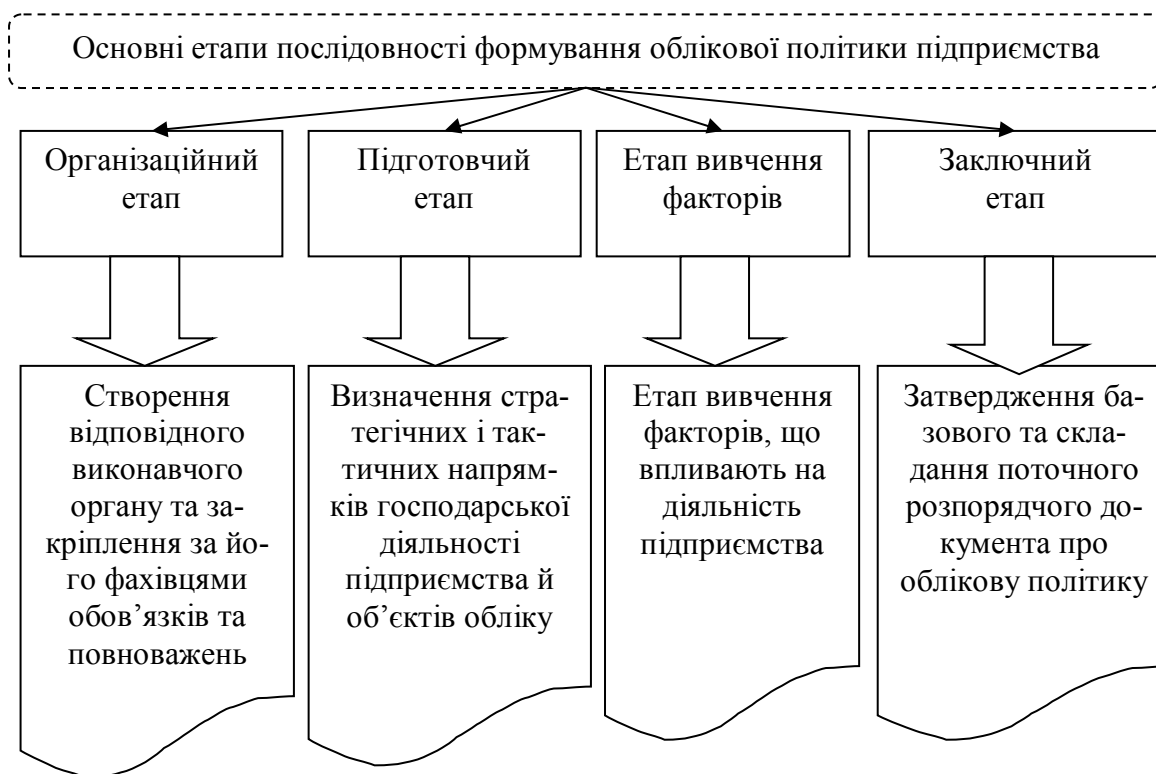 Основні етапи послідовності формування облікової політики підприємства
Організаційний
етап
Підготовчий
етап
Етап вивчення
факторів
Заключний
етап
Створення
відповідного
виконавчого
органу та за-
кріплення за йо-
го фахівцями
обов’язків та
повноважень
Визначення стра-
тегічних і так-
тичних напрям-
ків господарської
діяльності
підприємства й
об’єктів обліку
Етап вивчення
факторів, що
впливають на
діяльність
підприємства
Затвердження ба-
зового та скла-
дання поточного
розпорядчого до-
кумента про
облікову політику